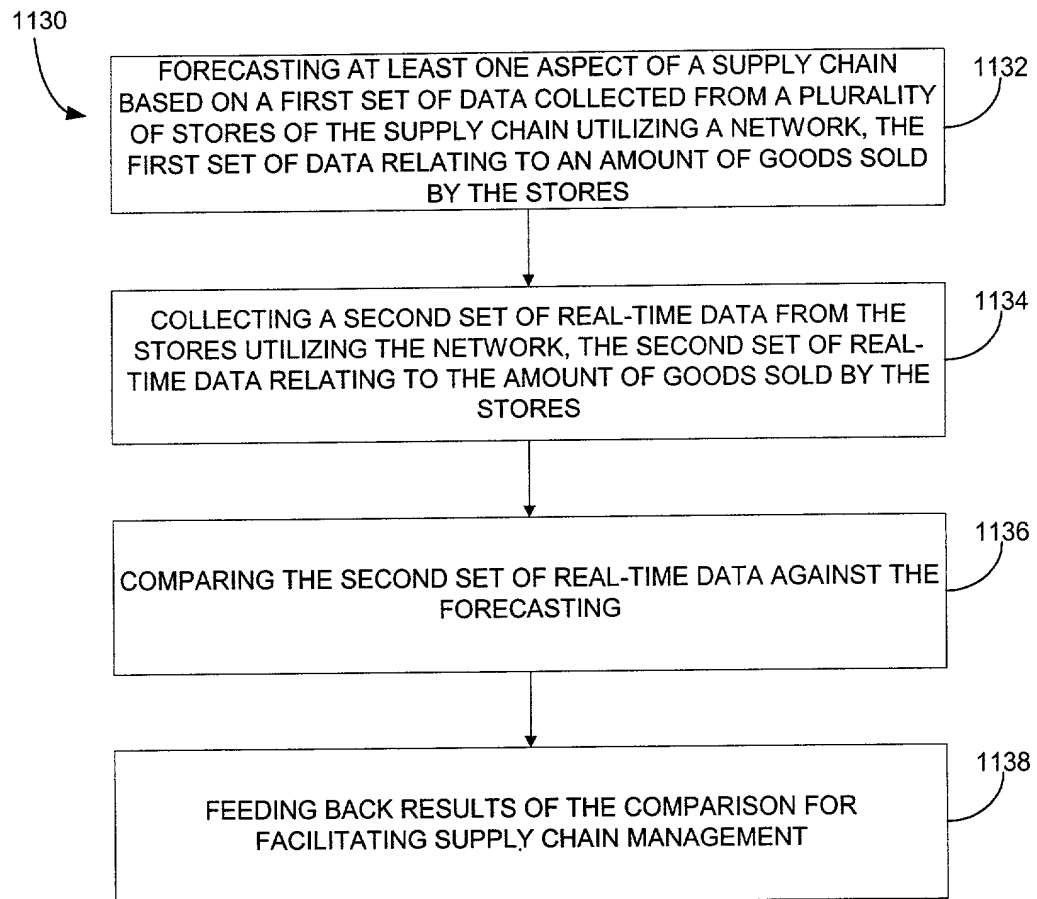 1130
FORECASTING AT LEAST ONE ASPECT OF A SUPPLY CHAIN
BASED ON A FIRST SET OF DATA COLLECTED FROM A PLURALITY
OF STORES OF THE SUPPLY CHAIN UTILIZING A NETWORK, THE
FIRST SET OF DATA RELATING TO AN AMOUNT OF GOODS SOLD
BY THE STORES
1132
COLLECTING A SECOND SET OF REAL-TIME DATA FROM THE
STORES UTILIZING THE NETWORK, THE SECOND SET OF REAL-
TIME DATA RELATING TO THE AMOUNT OF GOODS SOLD BY THE
STORES
1134
COMPARING THE SECOND SET OF REAL-TIME DATA AGAINST THE
FORECASTING
1136
FEEDING BACK RESULTS OF THE COMPARISON FOR
FACILITATING SUPPLY CHAIN MANAGEMENT
1138